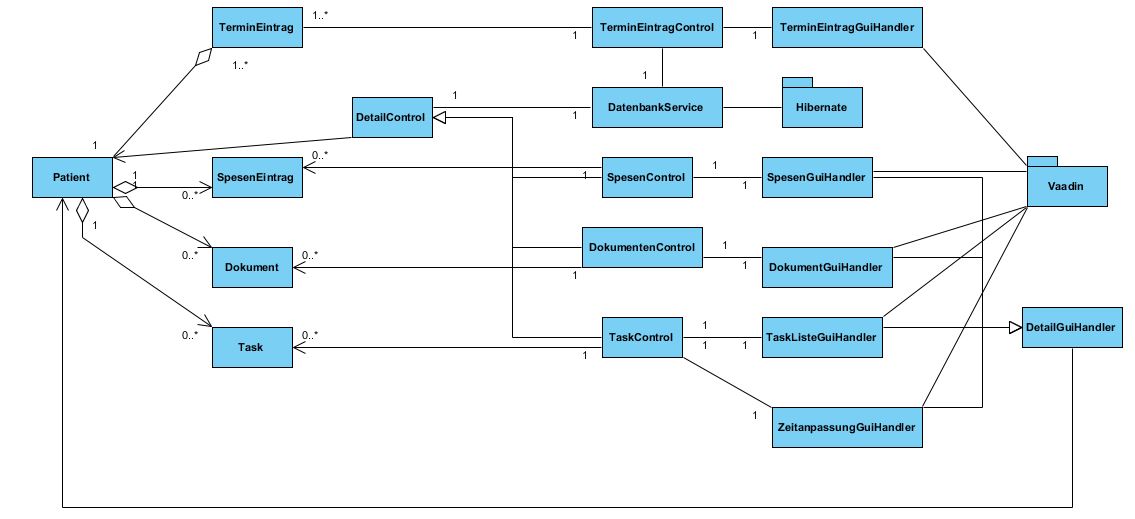 TerminEintrag
1..*
1
TerminEintragControl
1
TerminEintragGuiHandler
1..*
1
DetailControl
1
1
DatenbankService
Hibernate
1
Patient
1
0..*
SpesenEintrag
0..*
1
SpesenControl
1
1
SpesenGuiHandler
Vaadin
1
0..*
Dokument
0..*
1
DokumentenControl
1
1
DokumentGuiHandler
0..*
Task
0..*
1
TaskControl
1
1
1
TaskListeGuiHandler
DetailGuiHandler
1
ZeitanpassungGuiHandler